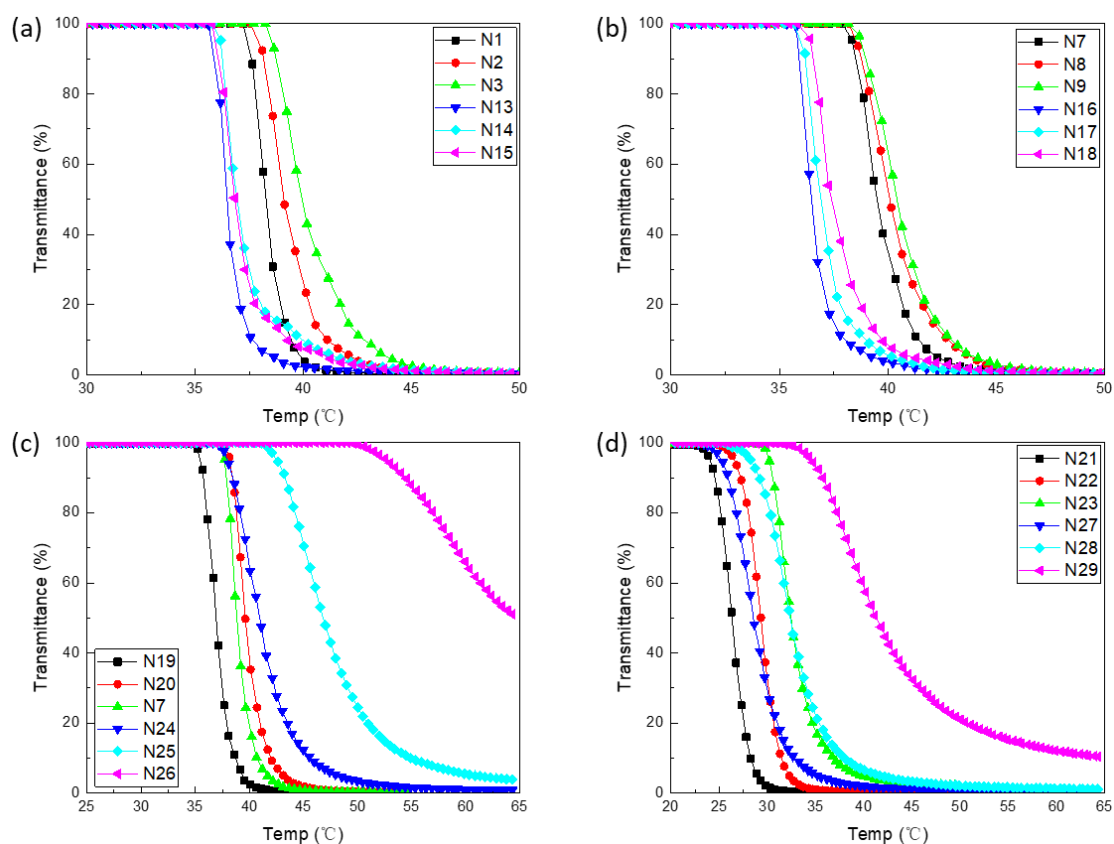 (a)
Transmittance (%)
100
80
60
40
20
0
N1
N2
N3
N13
N14
N15
30 35 40 45 50
Temp (℃)
(b)
Transmittance (%)
100
80
60
40
20
0
N7
N8
N9
N16
N17
N18
30 35 40 45 50
Temp (℃)
(c)
Transmittance (%)
100
80
60
40
20
0
N19
N20
N7
N24
N25
N26
25 30 35 40 45 50 55 60 65
Temp (℃)
(d)
Transmittance (%)
100
80
60
40
20
0
N21
N22
N23
N27
N28
N29
20 25 30 35 40 45 50 55 60 65
Temp (℃)